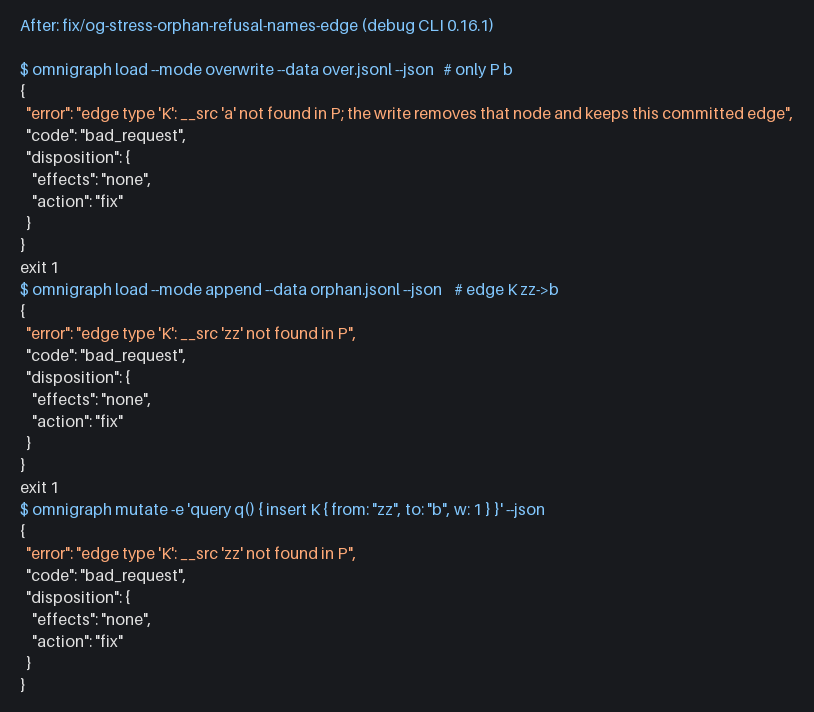 After: fix/og-stress-orphan-refusal-names-edge (debug CLI 0.16.1)

$ omnigraph load --mode overwrite --data over.jsonl --json   # only P b
{
  "error": "edge type 'K': __src 'a' not found in P; the write removes that node and keeps this committed edge",
  "code": "bad_request",
  "disposition": {
    "effects": "none",
    "action": "fix"
  }
}
exit 1
$ omnigraph load --mode append --data orphan.jsonl --json   # edge K zz->b
{
  "error": "edge type 'K': __src 'zz' not found in P",
  "code": "bad_request",
  "disposition": {
    "effects": "none",
    "action": "fix"
  }
}
exit 1
$ omnigraph mutate -e 'query q() { insert K { from: "zz", to: "b", w: 1 } }' --json
{
  "error": "edge type 'K': __src 'zz' not found in P",
  "code": "bad_request",
  "disposition": {
    "effects": "none",
    "action": "fix"
  }
}